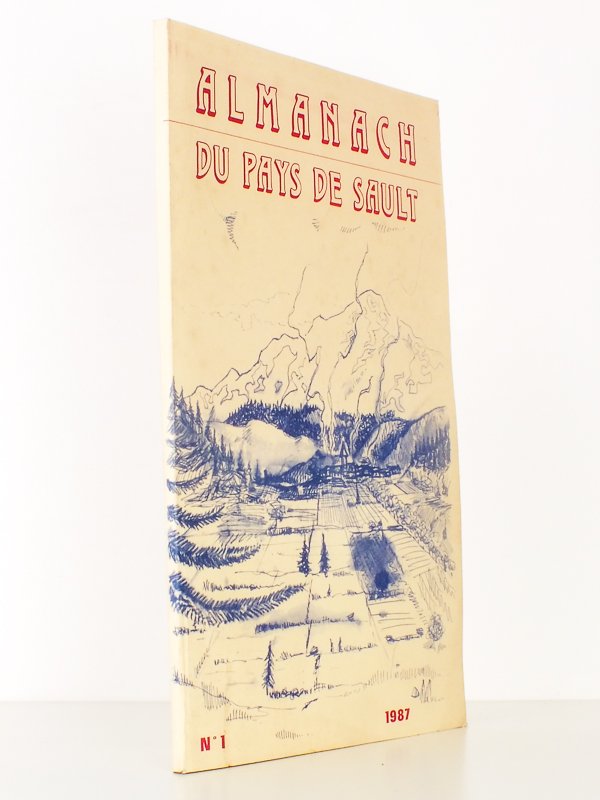 ALMANACH
DU PAYS DE SAULT
N°1
1987